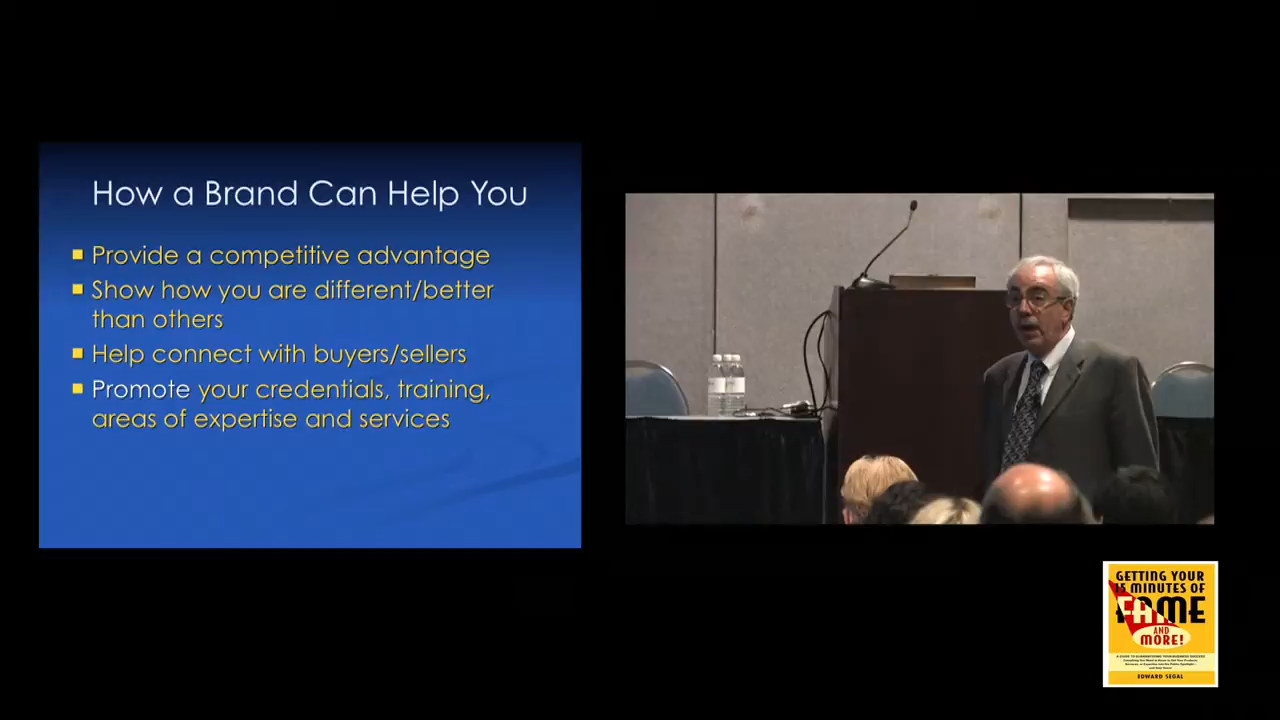 How a Brand Can Help You
Provide a competitive advantage
Show how you are different/better
than others
Help connect with buyers/sellers
Promote your credentials, training,
areas of expertise and services
GETTING YOUR
15 MINUTES OF
FAME
AND
MORE!
EDWARD SEGAL